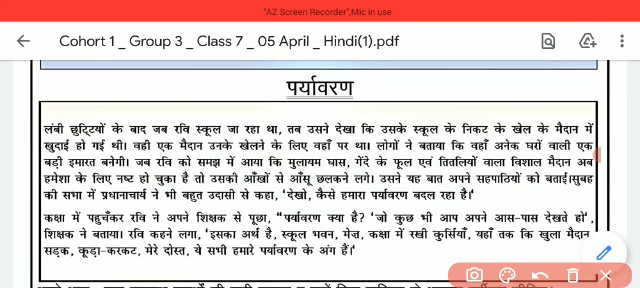 "AZ Screen Recorder",Mic in use
Cohort 1 _ Group 3 _ Class 7 _ 05 April _ Hindi(1).pdf
पर्यावरण
लंबी छुट्टियों के बाद जब रवि स्कूल जा रहा था, तब उसने देखा कि उसके स्कूल के निकट के खेल के मैदान में
खुदाई हो गई थी। वही एक मैदान उनके खेलने के लिए वहाँ पर था। लोगों ने बताया कि वहाँ अनेक घरों वाली एक
बड़ी इमारत बनेगी। जब रवि को समझ में आया कि मुलायम घास, गेंदे के फूल एवं तितलियों वाला विशाल मैदान अब
हमेशा के लिए नष्ट हो चुका है तो उसकी आँखों से आँसू छलकने लगे। उसने यह बात अपने सहपाठियों को बताई।सुबह
की सभा में प्रधानाचार्य ने भी बहुत उदासी से कहा, 'देखो, कैसे हमारा पर्यावरण बदल रहा है।'
कक्षा में पहुँचकर रवि ने अपने शिक्षक से पूछा, "पर्यावरण क्या है? 'जो कुछ भी आप अपने आस-पास देखते हो',
शिक्षक ने बताया। रवि कहने लगा, 'इसका अर्थ है, स्कूल भवन, मेज, कक्षा में रखी कुर्सियाँ, यहाँ तक कि खुला मैदान
सड़क, कूड़ा-करकट, मेरे दोस्त, ये सभी हमारे पर्यावरण के अंग हैं।'